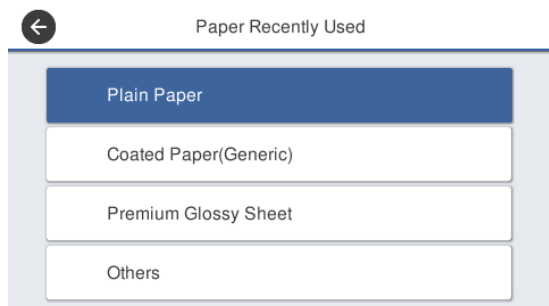 Paper Recently Used
Plain Paper
Coated Paper(Generic)
Premium Glossy Sheet
Others